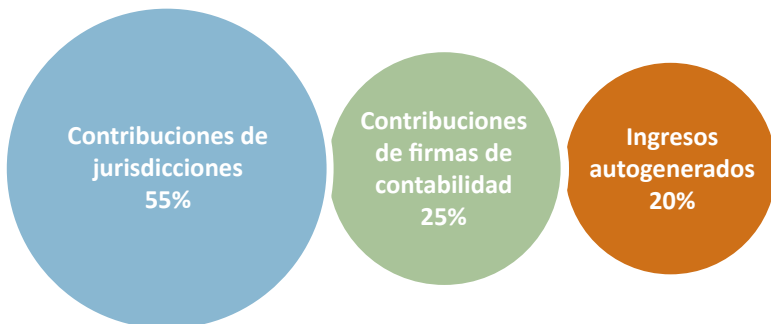 Contribuciones de
jurisdicciones
55%
Contribuciones
de firmas de
contabilidad
25%
Ingresos
autogenerados
20%